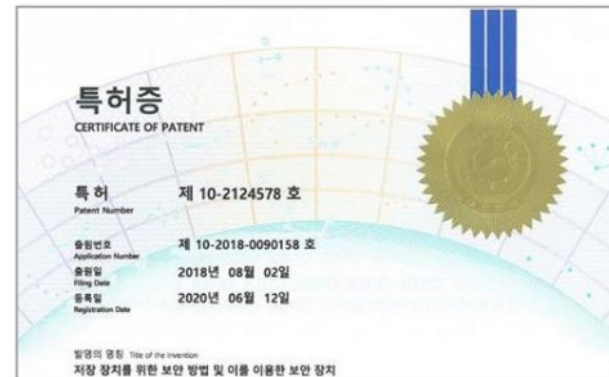 특허증
CERTIFICATE OF PATENT
특 허 제 10-2124578 호
Patent Number
출원번호 제 10-2018-0090158 호
Application Number
출원일 2018년 08월 02일
Filing Date
등록일 2020년 06월 12일
Registration Date
발명의 명칭 Title of the Invention
저장 장치를 위한 보안 방법 및 이를 이용한 보안 장치